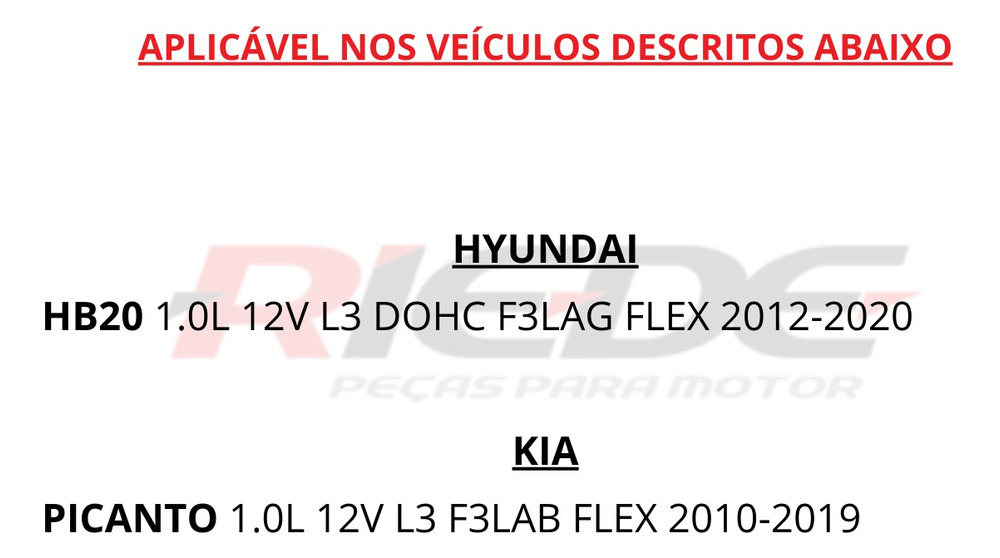 APLICÁVEL NOS VEÍCULOS DESCRITOS ABAIXO
HYUNDAI
RIEDE
HB20 1.0L 12V L3 DOHC F3LAG FLEX 2012-2020
PEÇAS PARA MOTOR
KIA
PICANTO 1.0L 12V L3 F3LAB FLEX 2010-2019